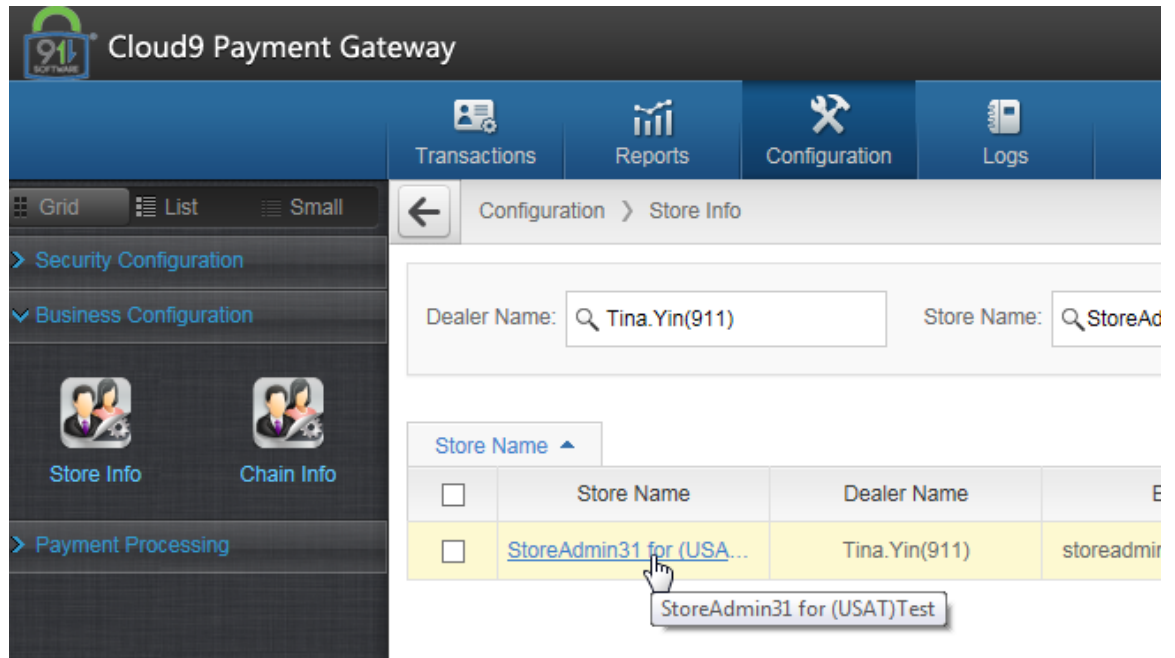 911
SOFTWARE
Cloud9 Payment Gateway
Transactions
Reports
Configuration
Logs
Grid
List
Small
Configuration
Store Info
Security Configuration
Business Configuration
Store Info
Chain Info
Payment Processing
Dealer Name:
Tina.Yin(911)
Store Name:
StoreAd
Store Name
Store Name
Dealer Name
E
StoreAdmin31 for (USA...
Tina.Yin(911)
storeadmin
StoreAdmin31 for (USAT)Test